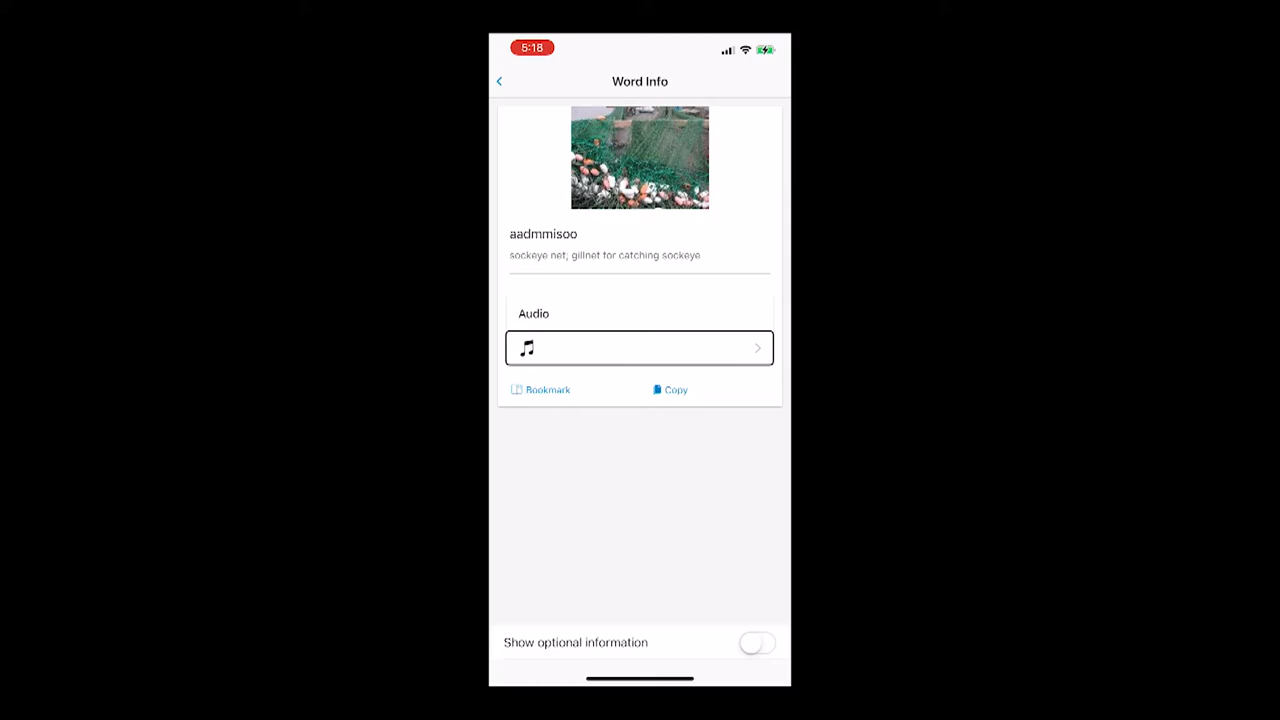 5:18
Word Info
aadmmisoo
sockeye net; gillnet for catching sockeye
Audio
Bookmark
Copy
Show optional information